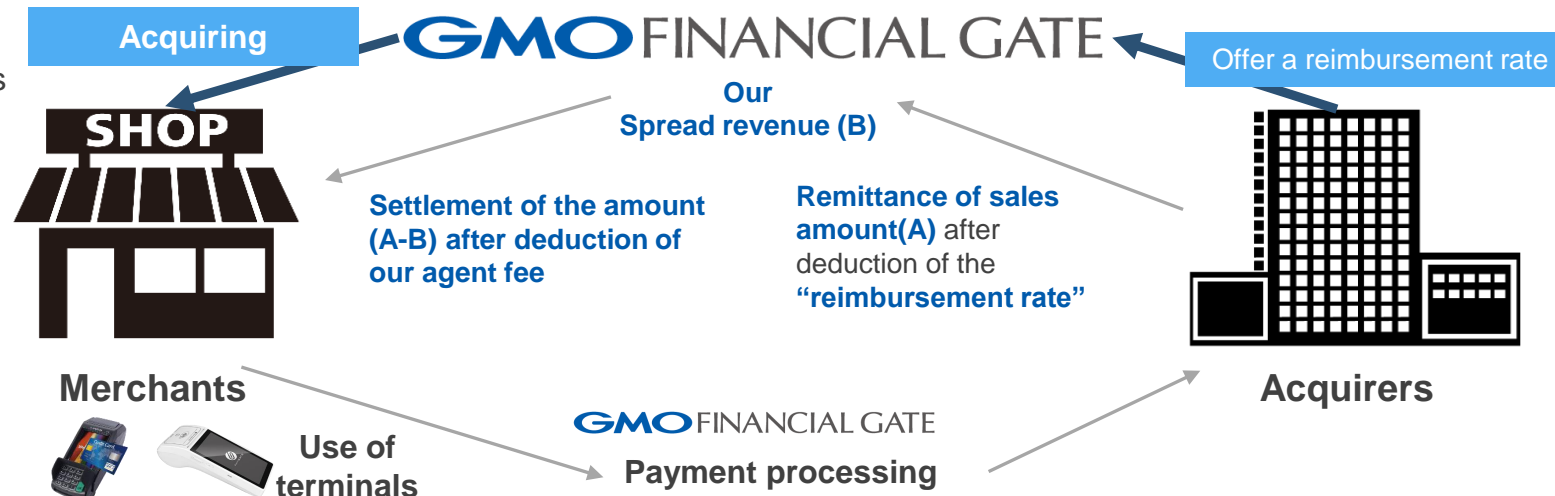 Acquiring
GMO FINANCIAL GATE
Offer a reimbursement rate
s
SHOP
Our
Spread revenue (B)
Settlement of the amount
(A-B) after deduction of
our agent fee
Remittance of sales
amount(A) after
deduction of the
“reimbursement rate”
Merchants
Acquirers
Use of
terminals
GMO FINANCIAL GATE
Payment processing